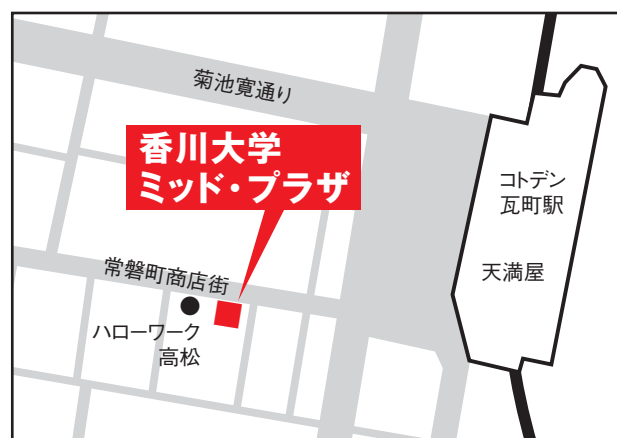 菊池寛通り
香川大学
ミッド・プラザ
コトデン
瓦町駅
天満屋
常磐町商店街
ハローワーク
高松